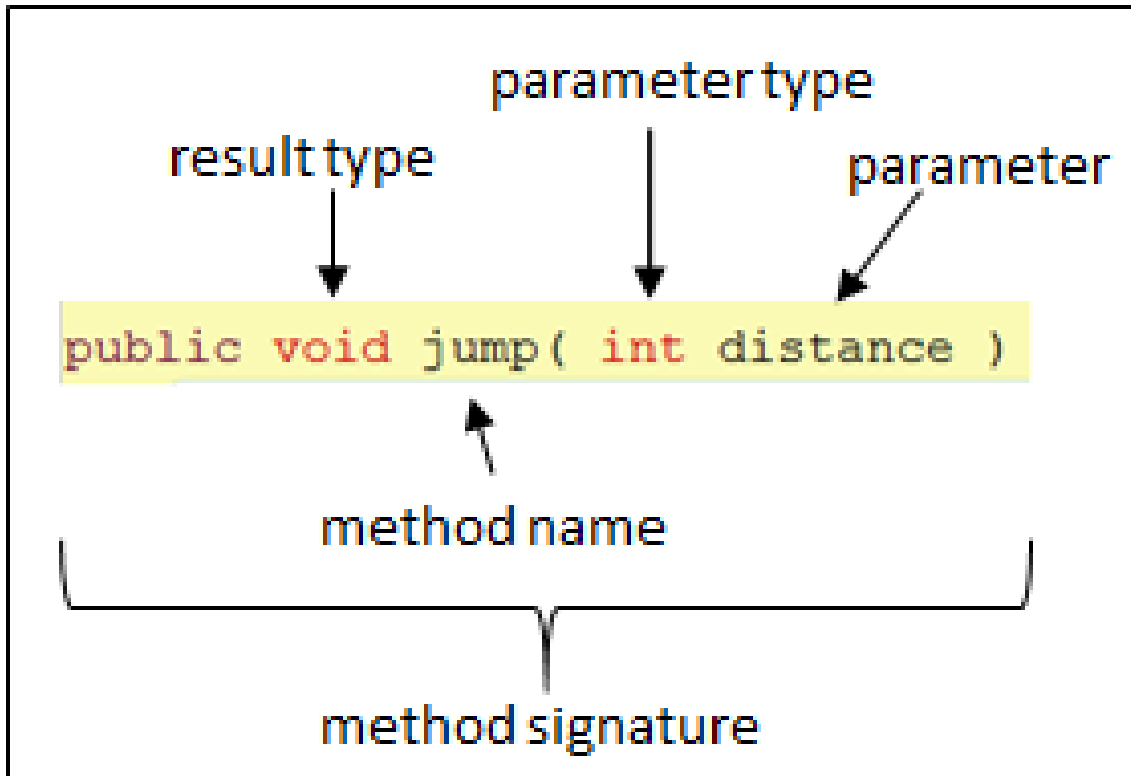 parameter type
result type
parameter
public void jump( int distance )
method name
method signature